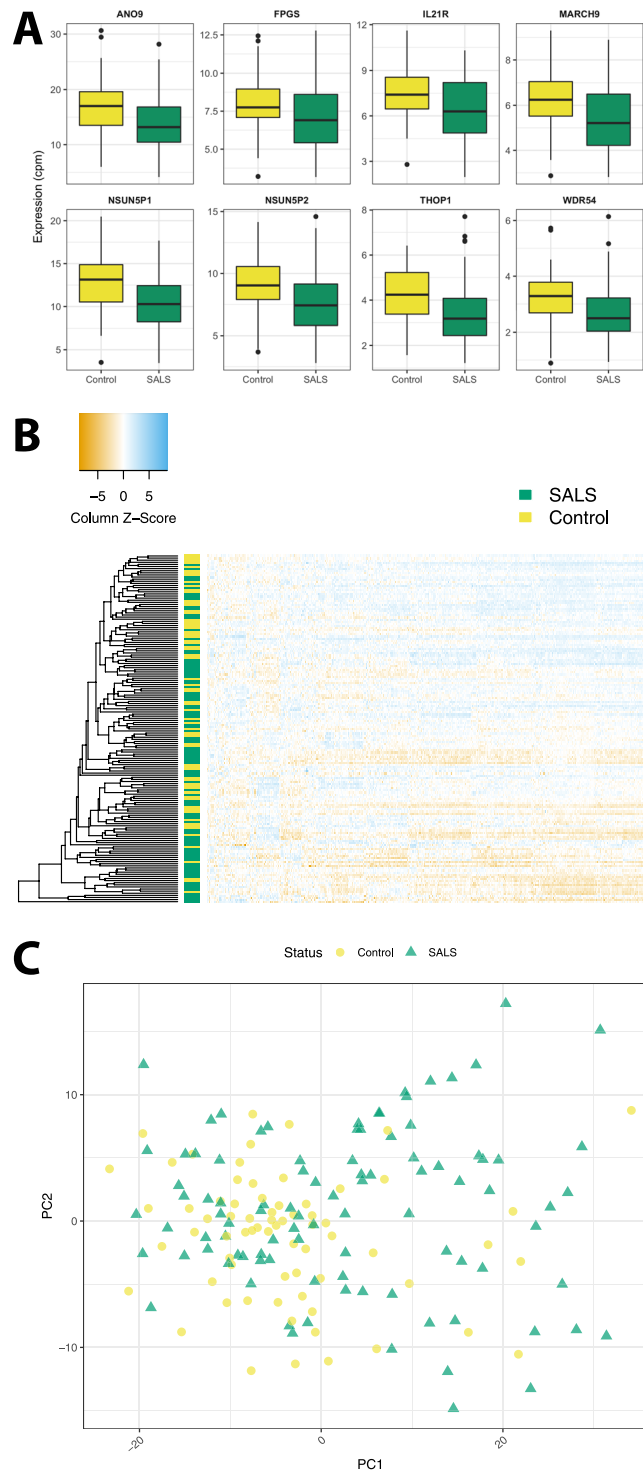 A
ANO9 FPGS IL21R MARCH9
30 20 10
12.5 10.0 7.5 5.0
12 9 6 3
8 6 4
Expression (cpm)
NSUN5P1 NSUN5P2 THOP1 WDR54
20 15 10 5
15 10 5
8 6 4 2
6 4 2
Control SALS Control SALS Control SALS Control SALS
B
−5 0 5
Column Z−Score
SALS
Control
C
Status Control SALS
10
0
−10
PC2
−20 0 20
PC1